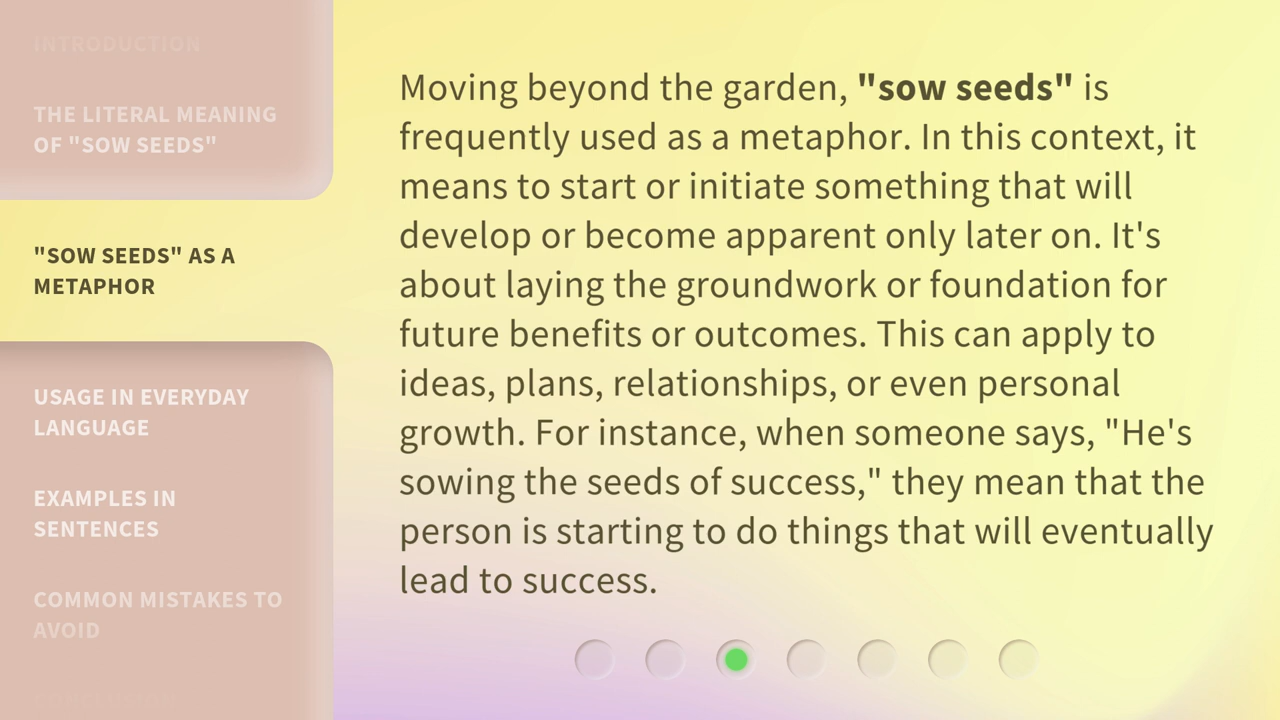 INTRODUCTION
THE LITERAL MEANING
OF "SOW SEEDS"
"SOW SEEDS" AS A
METAPHOR
USAGE IN EVERYDAY
LANGUAGE
EXAMPLES IN
SENTENCES
COMMON MISTAKES TO
AVOID
Moving beyond the garden, "sow seeds" is
frequently used as a metaphor. In this context, it
means to start or initiate something that will
develop or become apparent only later on. It's
about laying the groundwork or foundation for
future benefits or outcomes. This can apply to
ideas, plans, relationships, or even personal
growth. For instance, when someone says, "He's
sowing the seeds of success," they mean that the
person is starting to do things that will eventually
lead to success.